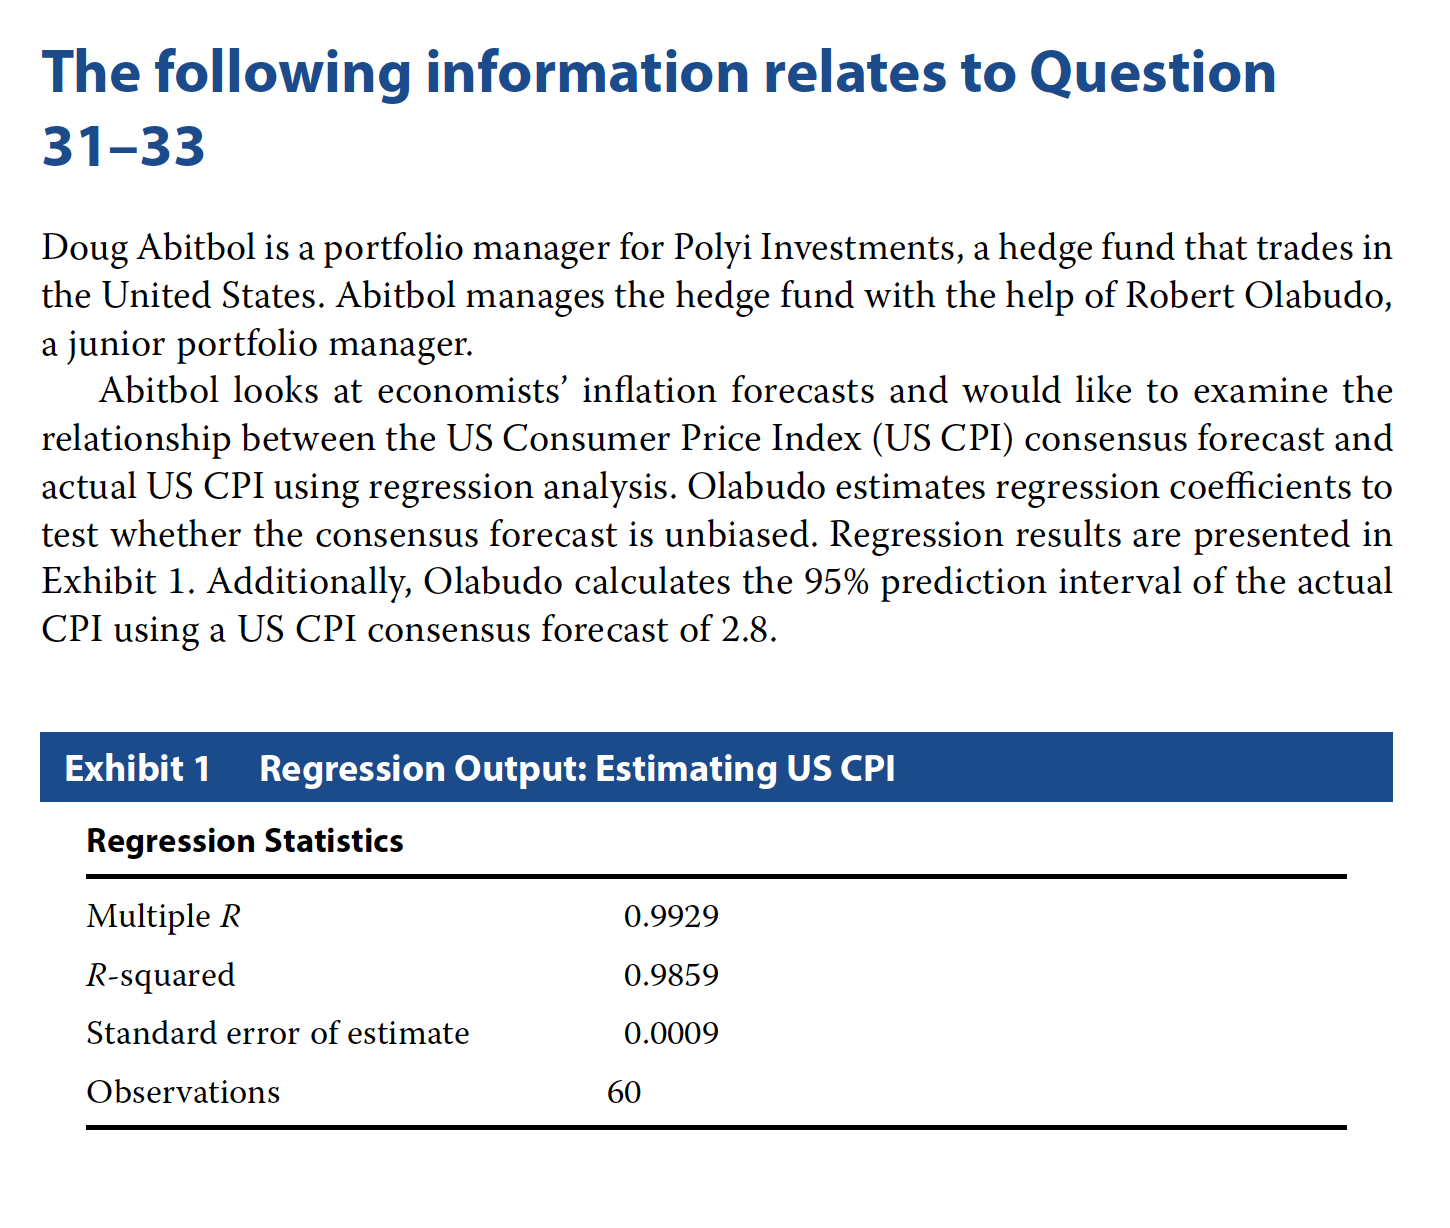 The following information relates to Question
31–33
Doug Abitbol is a portfolio manager for Polyi Investments, a hedge fund that trades in
the United States. Abitbol manages the hedge fund with the help of Robert Olabudo,
a junior portfolio manager.
Abitbol looks at economists’ inflation forecasts and would like to examine the
relationship between the US Consumer Price Index (US CPI) consensus forecast and
actual US CPI using regression analysis. Olabudo estimates regression coefficients to
test whether the consensus forecast is unbiased. Regression results are presented in
Exhibit 1. Additionally, Olabudo calculates the 95% prediction interval of the actual
CPI using a US CPI consensus forecast of 2.8.
Exhibit 1 Regression Output: Estimating US CPI
Regression Statistics
Multiple R 0.9929
R-squared 0.9859
Standard error of estimate 0.0009
Observations 60